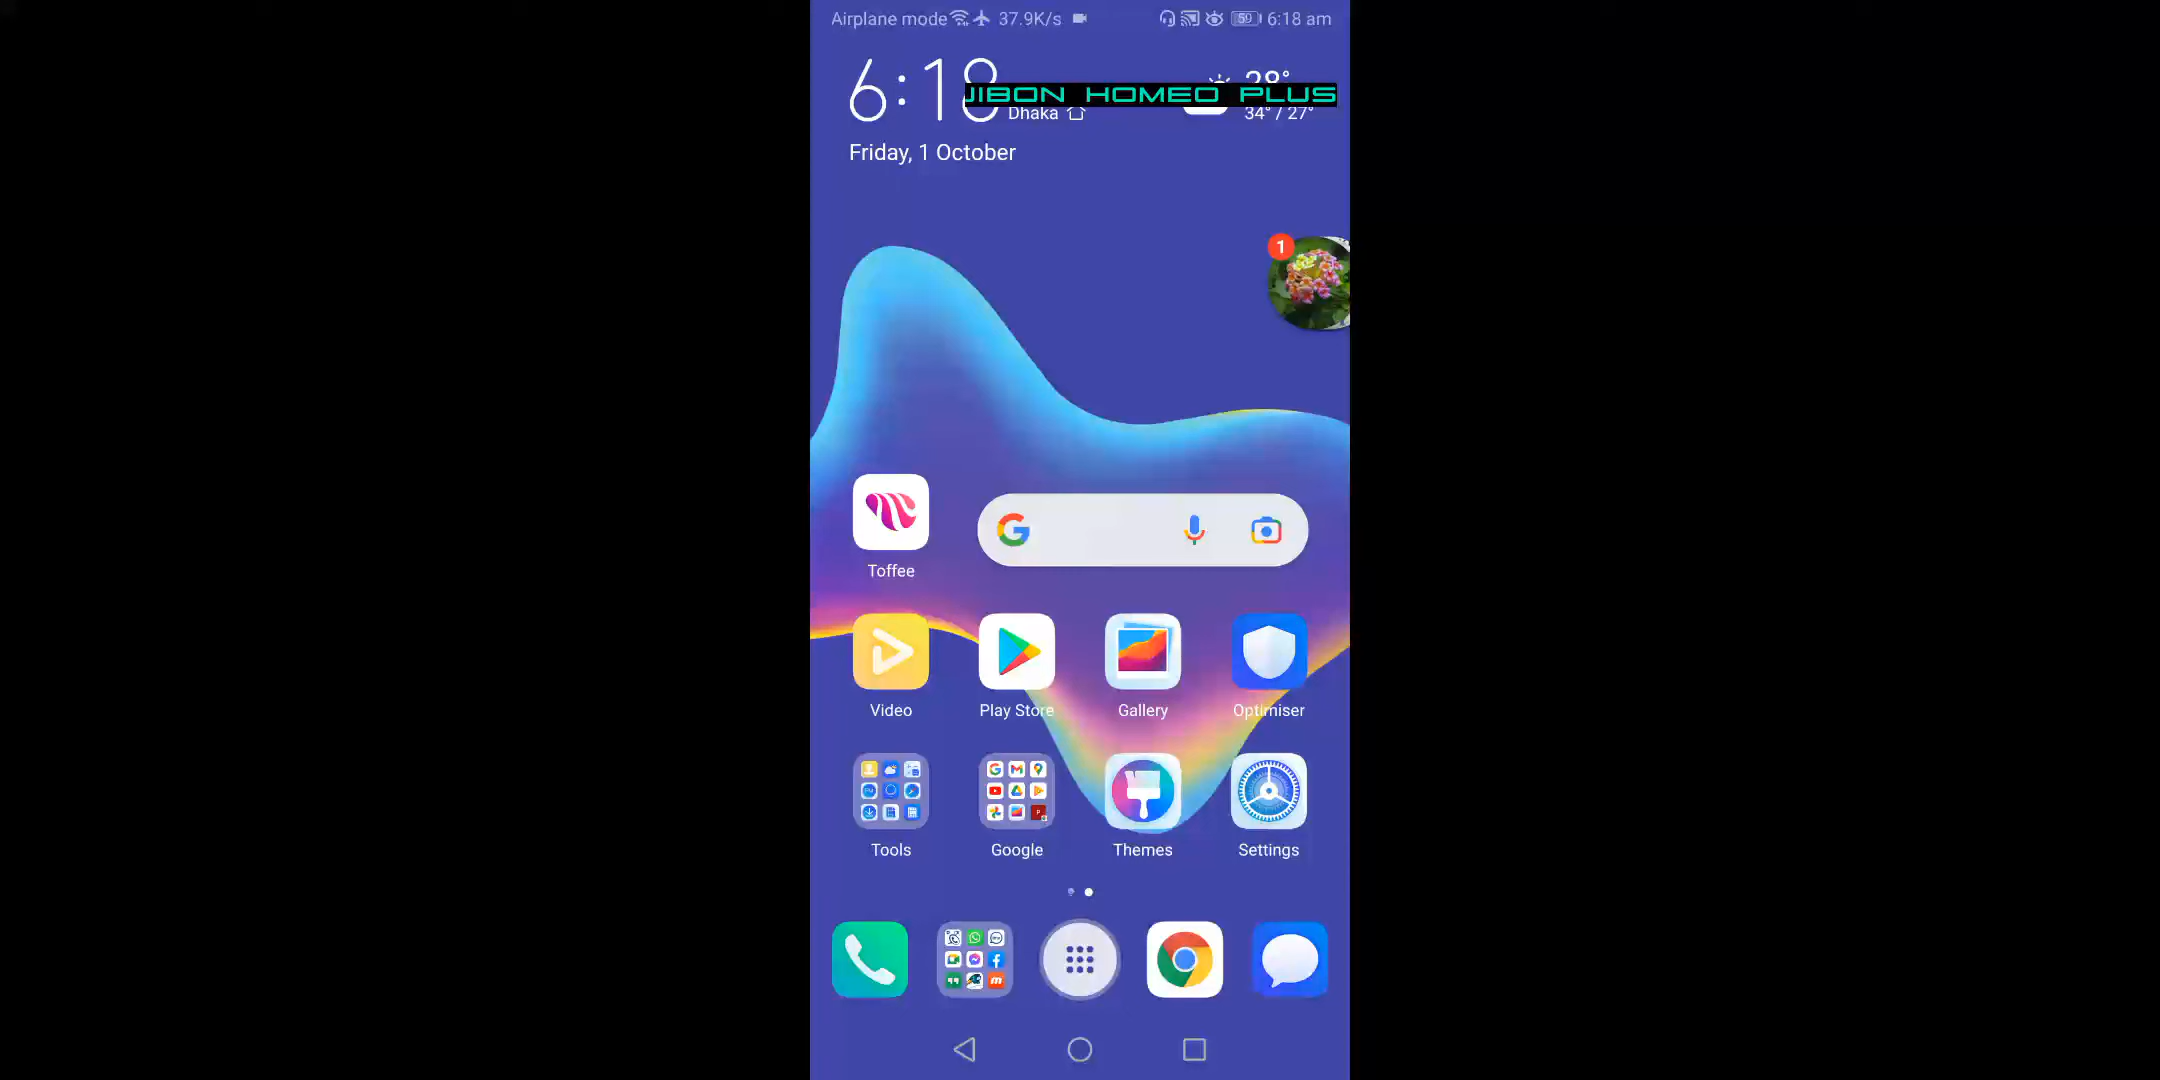 Airplane mode 37.9K/s 59 6:18 am
6:18
JIBON HOMEO PLUS
Dhaka 34° / 27°
Friday, 1 October
1
Toffee
Video Play Store Gallery Optimiser
Tools Google Themes Settings